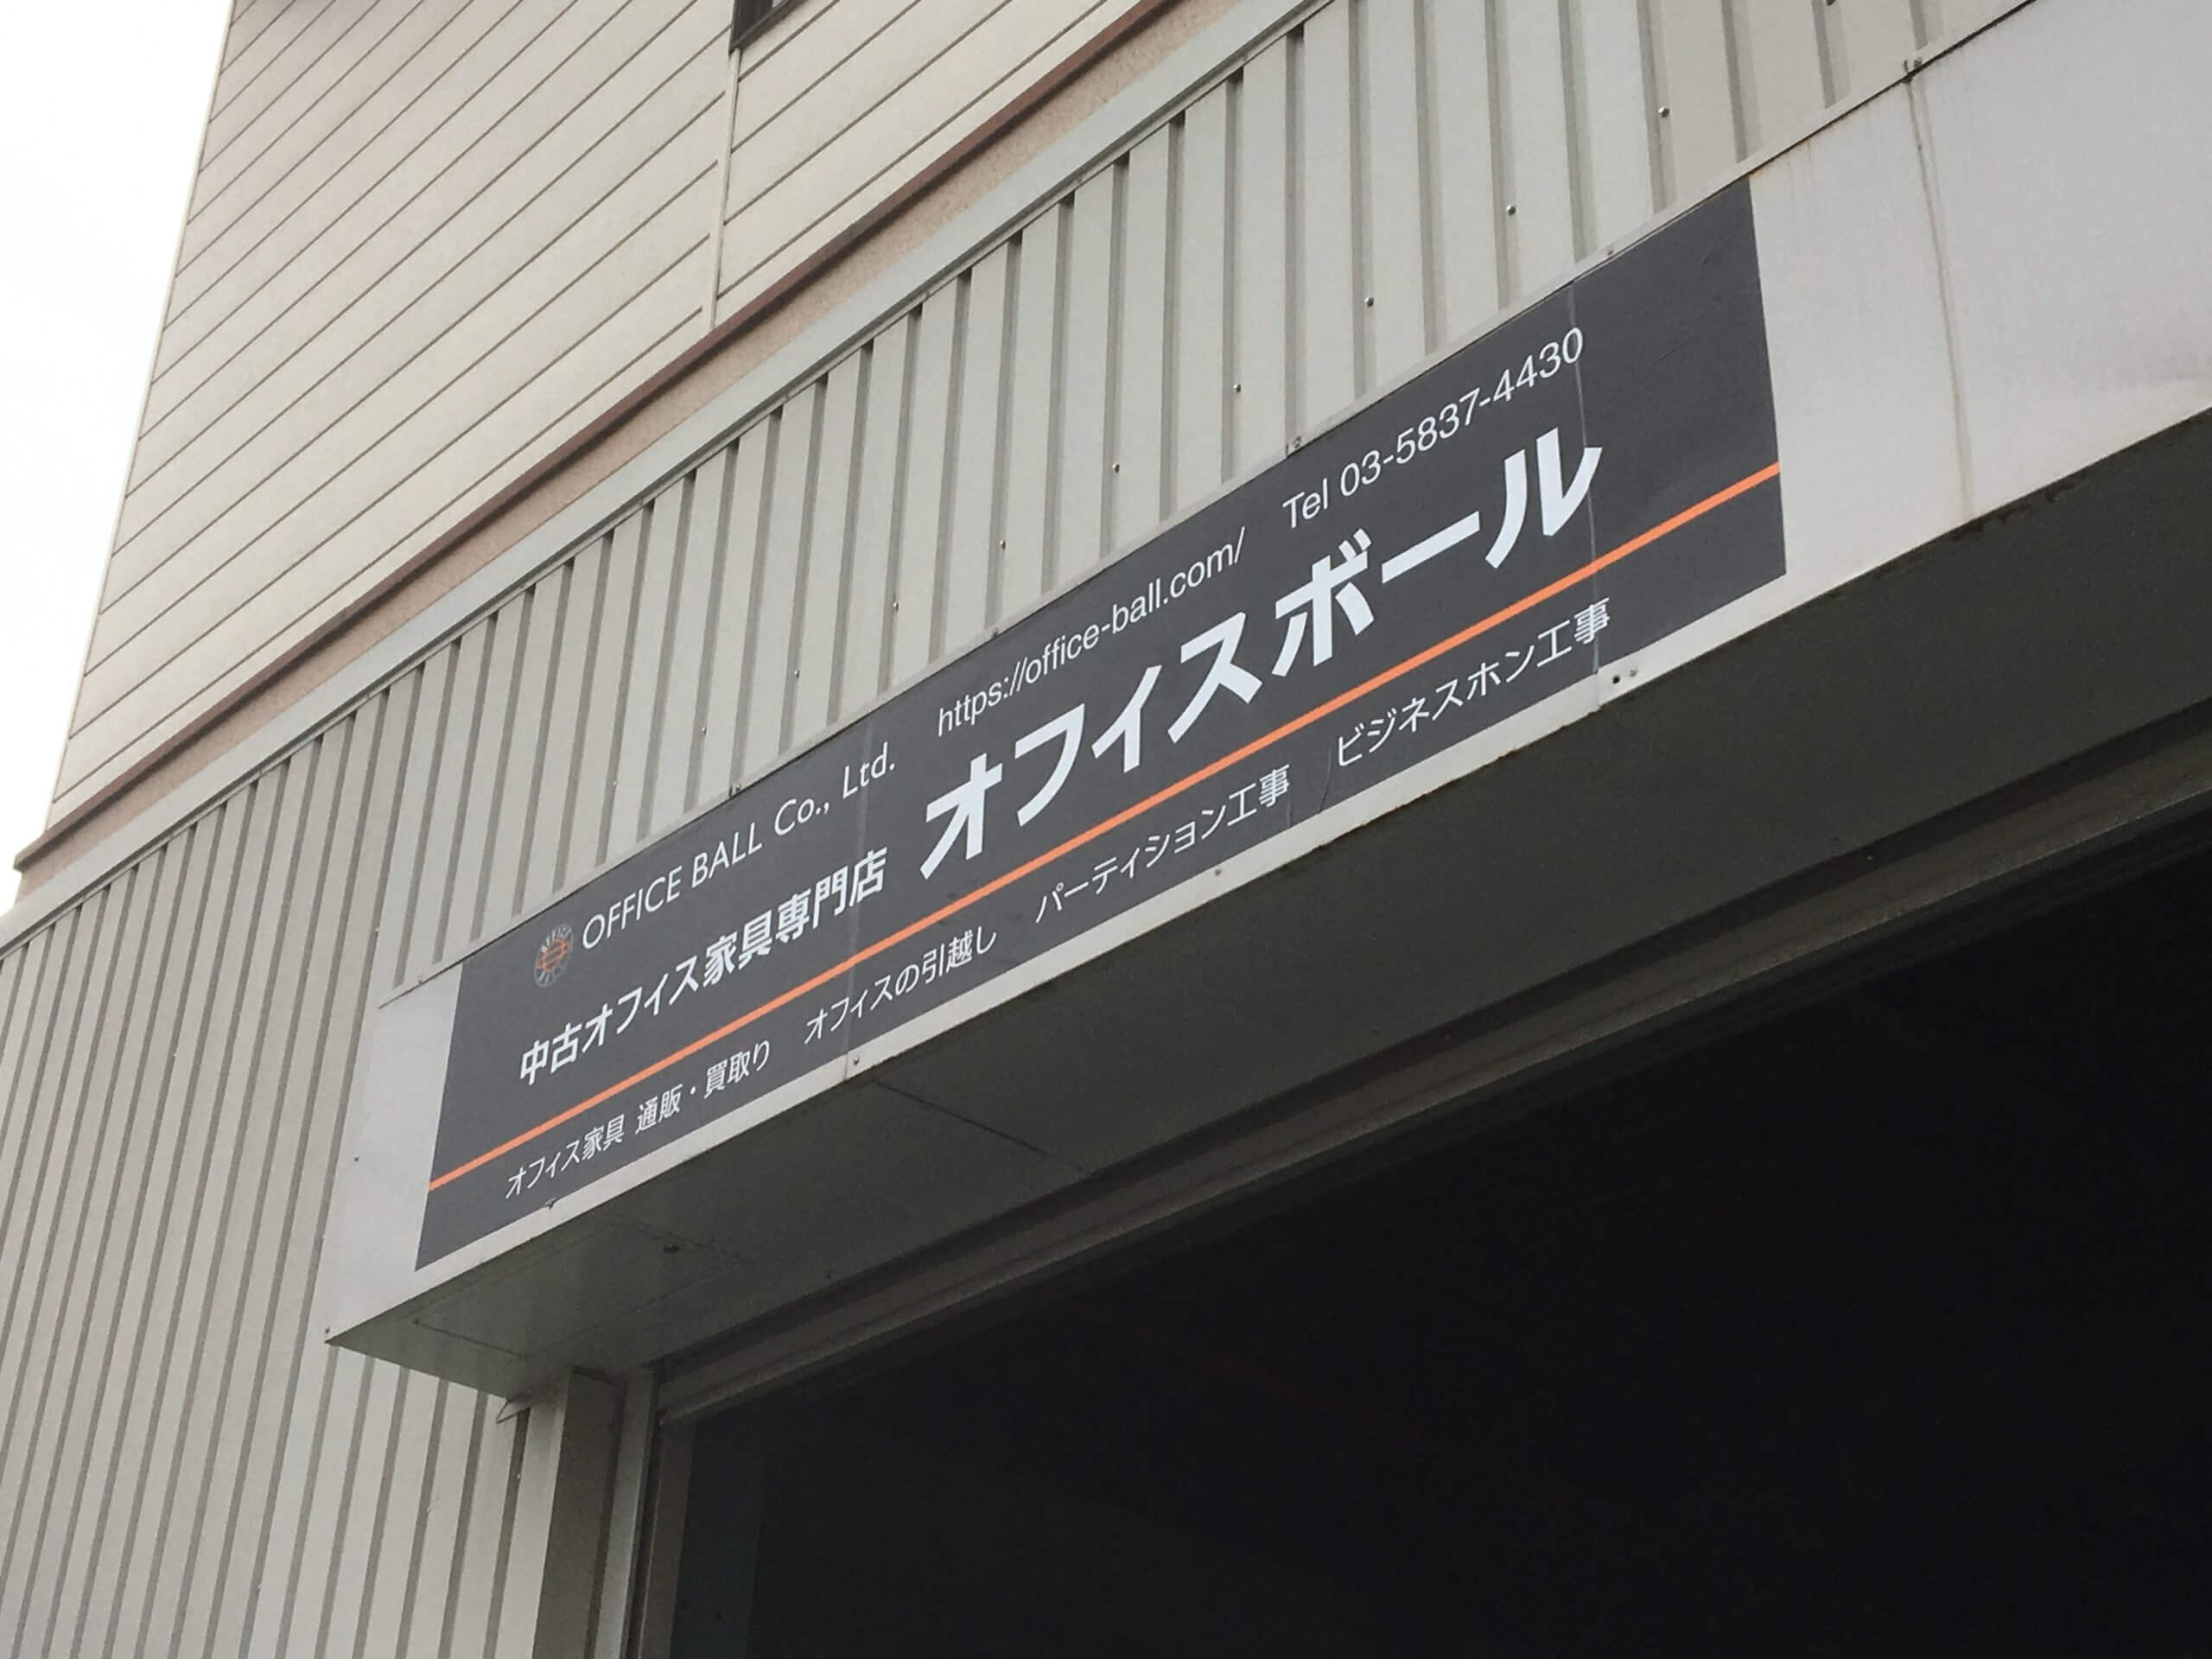 OFFICE BALL Co., Ltd. https://office-ball.com/ Tel 03-5837-4430
中古オフィス家具専門店 オフィスボール
オフィス家具 通販・買取り オフィスの引越し パーティション工事 ビジネスホン工事